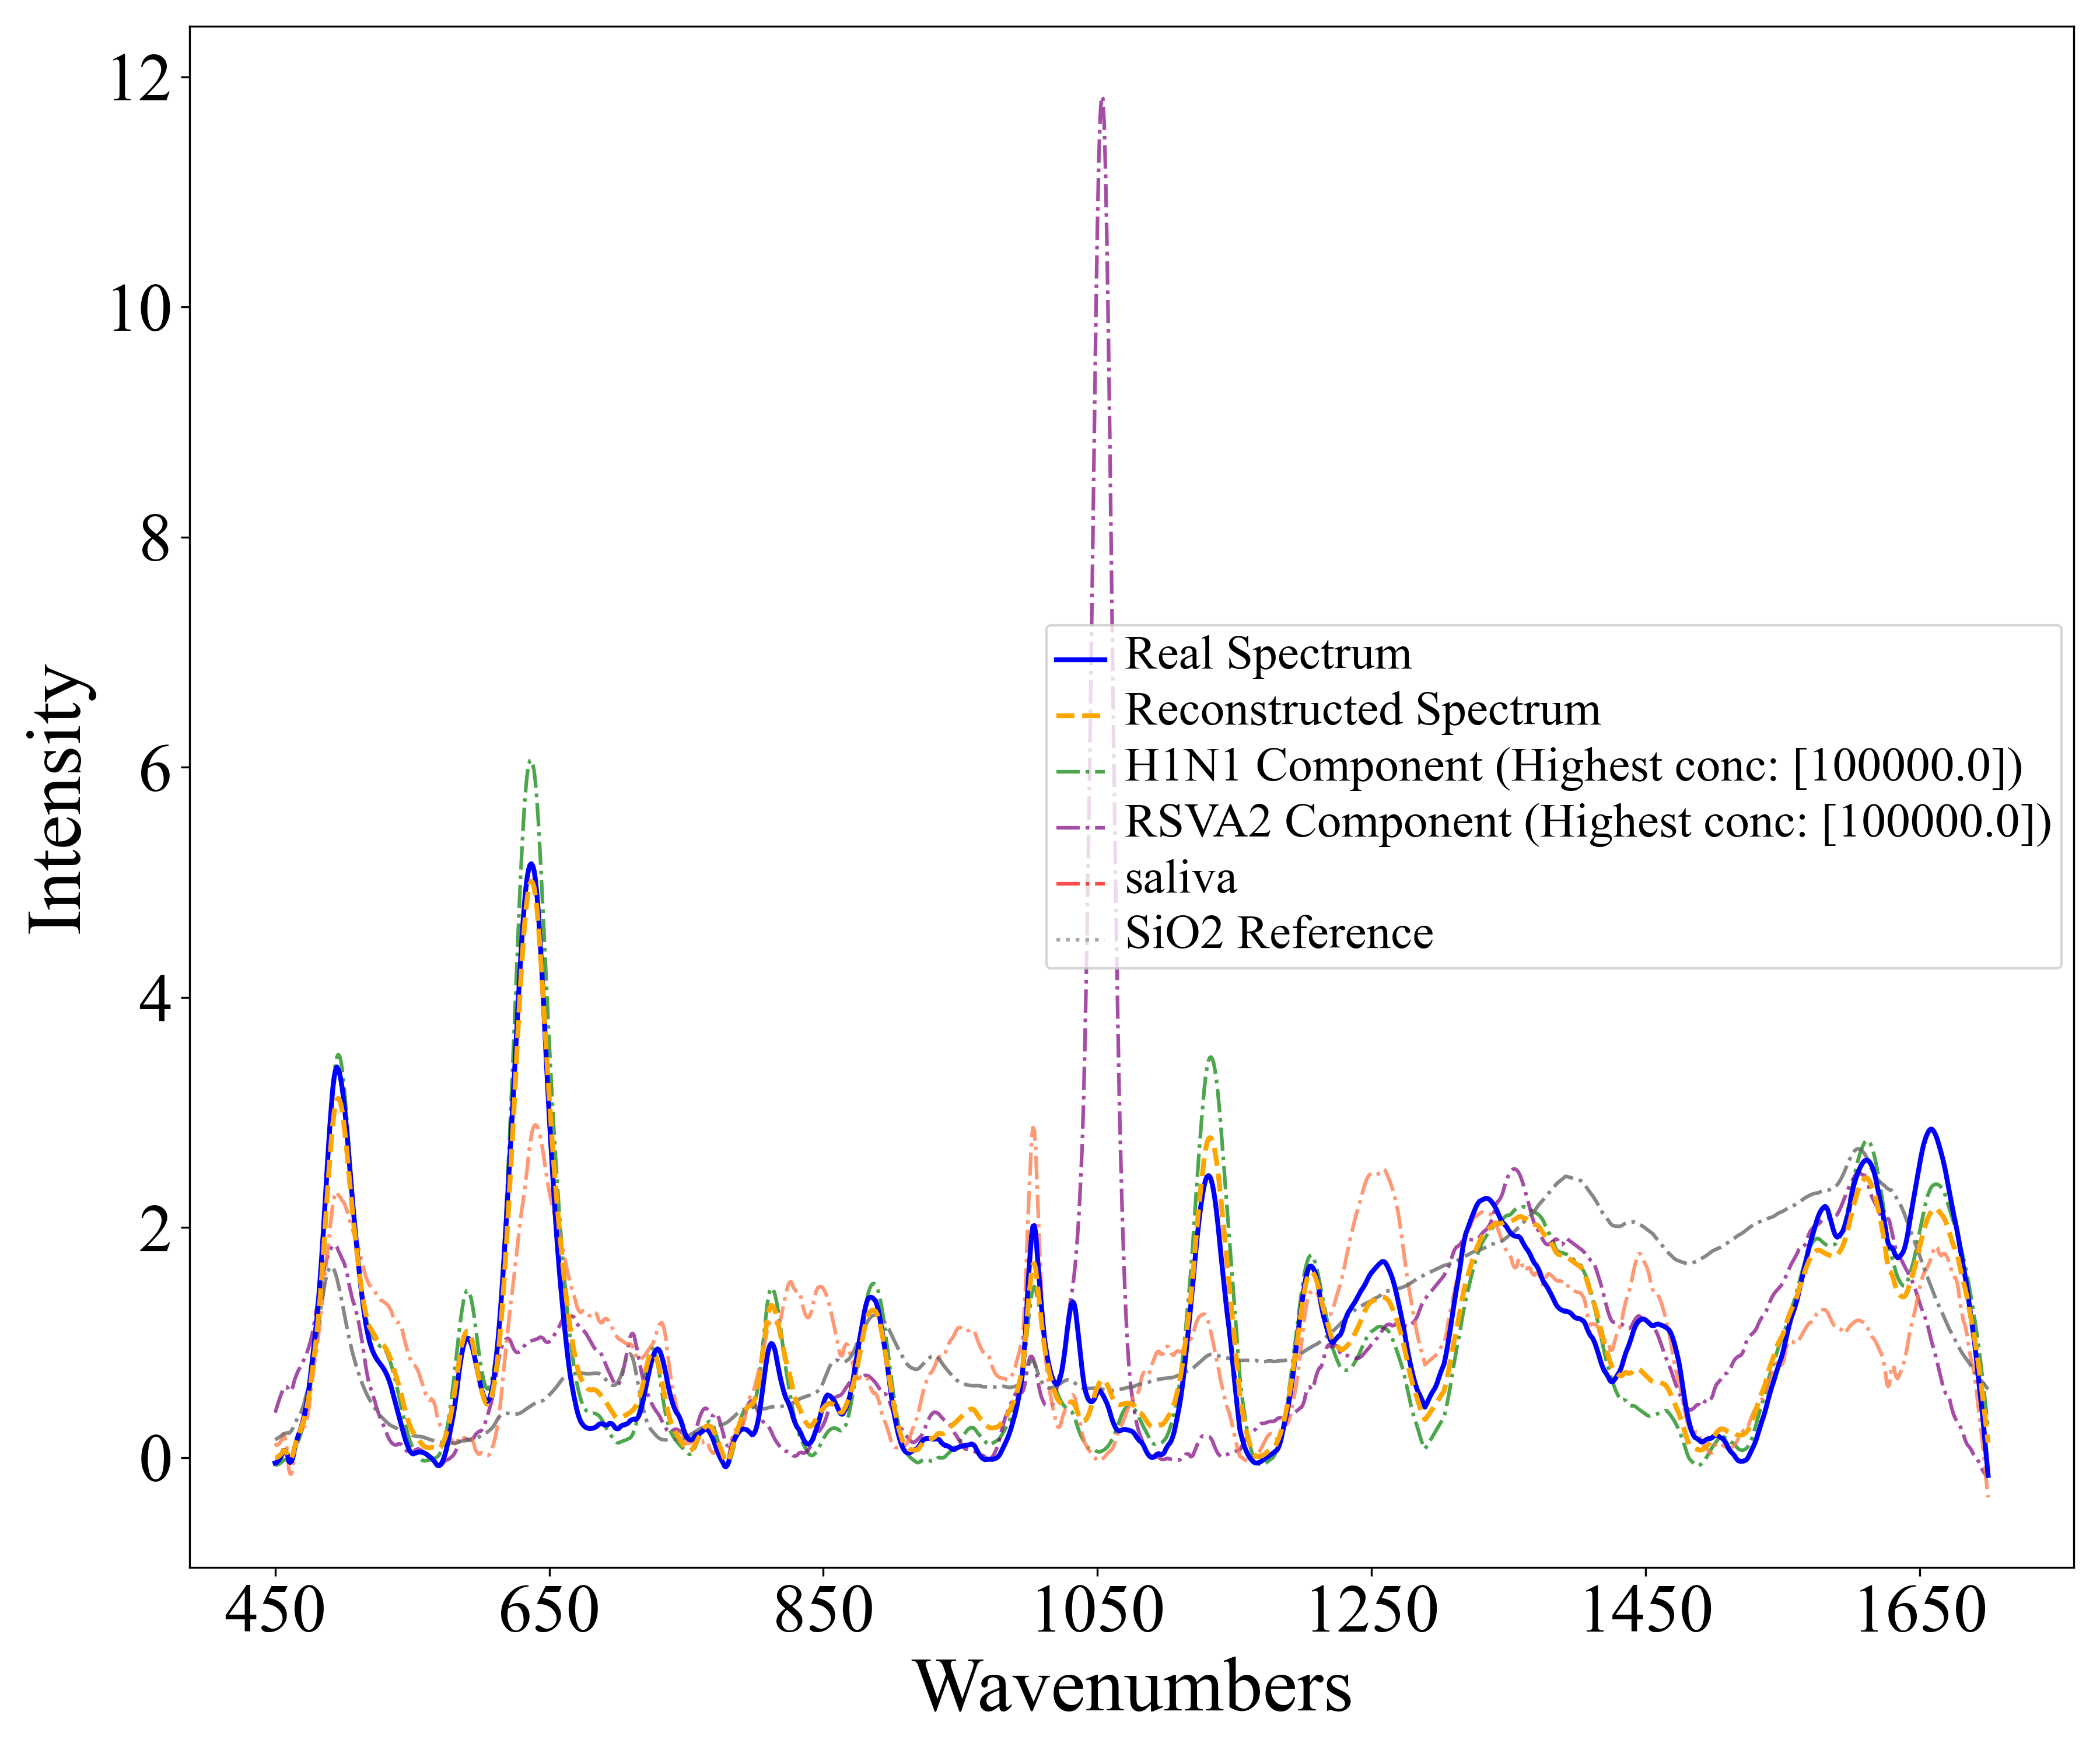 12
10
8
6
4
2
0
Intensity
Real Spectrum
Reconstructed Spectrum
H1N1 Component (Highest conc: [100000.0])
RSVA2 Component (Highest conc: [100000.0])
saliva
SiO2 Reference
450 650 850 1050 1250 1450 1650
Wavenumbers